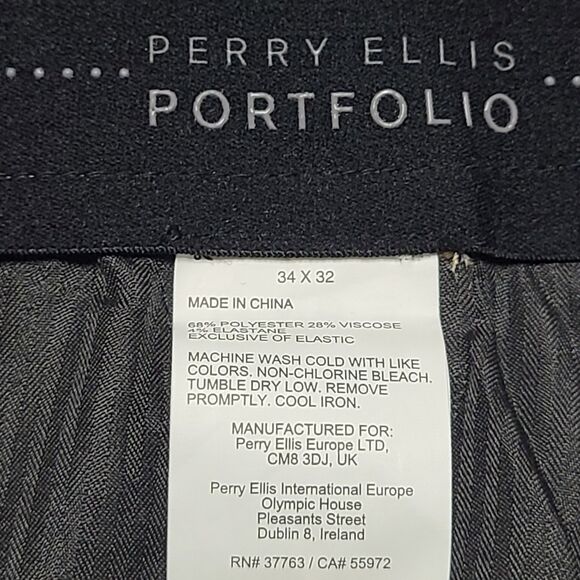 PERRY ELLIS
PORTFOLIO
34 X 32
MADE IN CHINA
68% POLYESTER 28% VISCOSE
4% ELASTANE
EXCLUSIVE OF ELASTIC
MACHINE WASH COLD WITH LIKE
COLORS. NON-CHLORINE BLEACH.
TUMBLE DRY LOW. REMOVE
PROMPTLY. COOL IRON.
MANUFACTURED FOR:
Perry Ellis Europe LTD,
CM8 3DJ, UK
Perry Ellis International Europe
Olympic House
Pleasants Street
Dublin 8, Ireland
RN# 37763 / CA# 55972